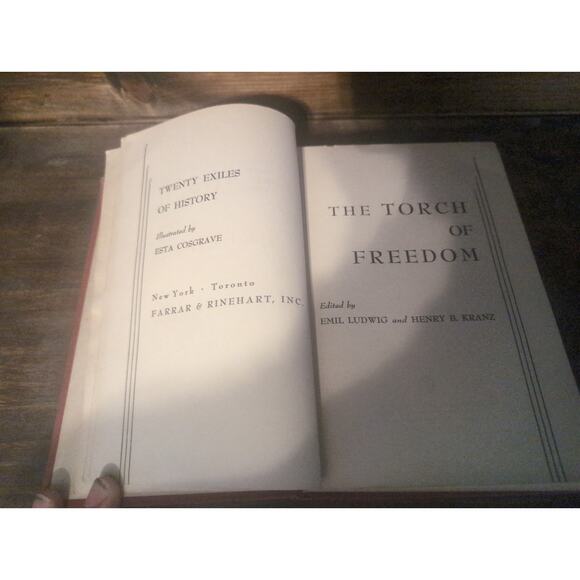 TWENTY EXILES
OF HISTORY
Illustrated by
ESTA COSGRAVE
New York · Toronto
FARRAR & RINEHART, INC.
THE TORCH
OF
FREEDOM
Edited by
EMIL LUDWIG and HENRY B. KRANZ